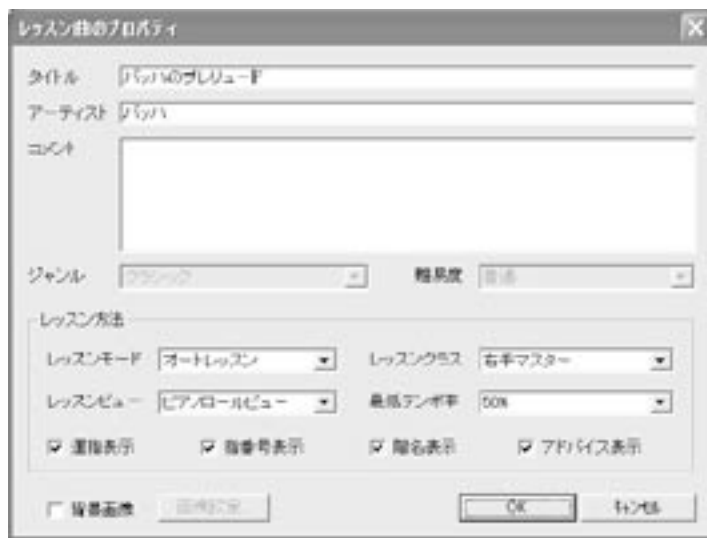 レッスン曲のプロパティ
タイトル バッハのプレリュード
アーティスト バッハ
コメント
ジャンル クラシック 難易度 普通
レッスン方法
レッスンモード オートレッスン レッスンクラス 右手マスター
レッスンビュー ピアノロールビュー 最低テンポ率 50%
運指表示 指番号表示 階名表示 アドバイス表示
背景画像 画像設定 OK キャンセル